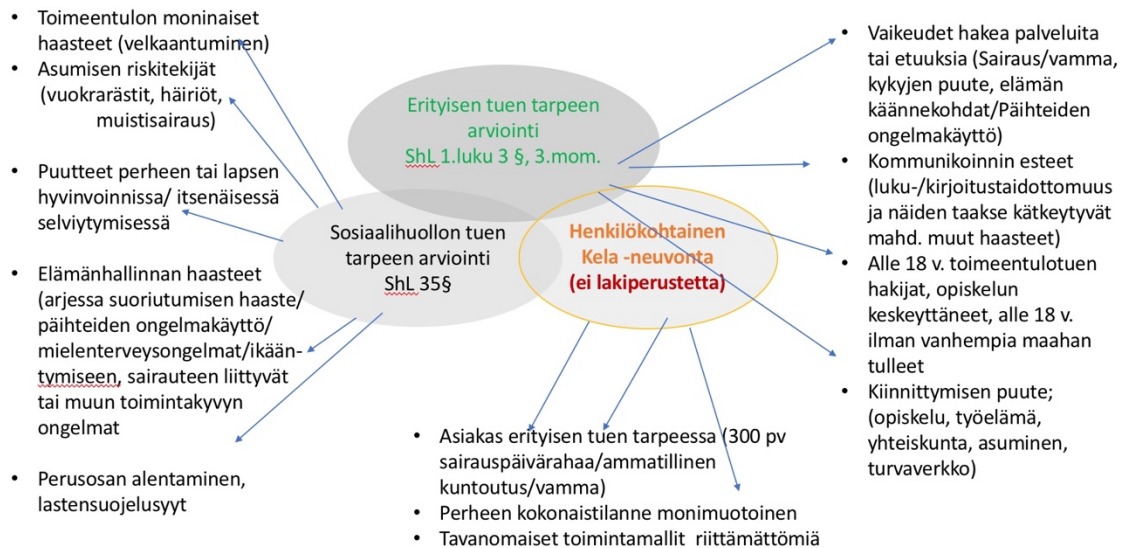 • Toimeentulon moninaiset
haasteet (velkaantuminen)
• Asumisen riskitekijät
(vuokrarästit, häiriöt,
muistisairaus)
• Puutteet perheen tai lapsen
hyvinvoinnissa/ itsenäisessä
selviytymisessä
• Elämänhallinnan haasteet
(arjessa suoriutumisen haaste/
päihteiden ongelmakäyttö/
mielenterveysongelmat/ikään-
tymiseen, sairauteen liittyvät
tai muun toimintakyvyn
ongelmat
• Perusosan alentaminen,
lastensuojelusyyt
Erityisen tuen tarpeen
arviointi
ShL 1.luku 3 §, 3.mom.
Sosiaalihuollon tuen
tarpeen arviointi
ShL 35§
Henkilökohtainen
Kela -neuvonta
(ei lakiperustetta)
• Asiakas erityisen tuen tarpeessa (300 pv
sairauspäivärahaa/ammatillinen
kuntoutus/vamma)
• Perheen kokonaistilanne monimuotoinen
• Tavanomaiset toimintamallit riittämättömiä
• Vaikeudet hakea palveluita
tai etuuksia (Sairaus/vamma,
kykyjen puute, elämän
käännekohdat/Päihteiden
ongelmakäyttö)
• Kommunikoinnin esteet
(luku-/kirjoitustaidottomuus
ja näiden taakse kätkeytyvät
mahd. muut haasteet)
• Alle 18 v. toimeentulotuen
hakijat, opiskelun
keskeyttäneet, alle 18 v.
ilman vanhempia maahan
tulleet
• Kiinnittymisen puute;
(opiskelu, työelämä,
yhteiskunta, asuminen,
turvaverkko)